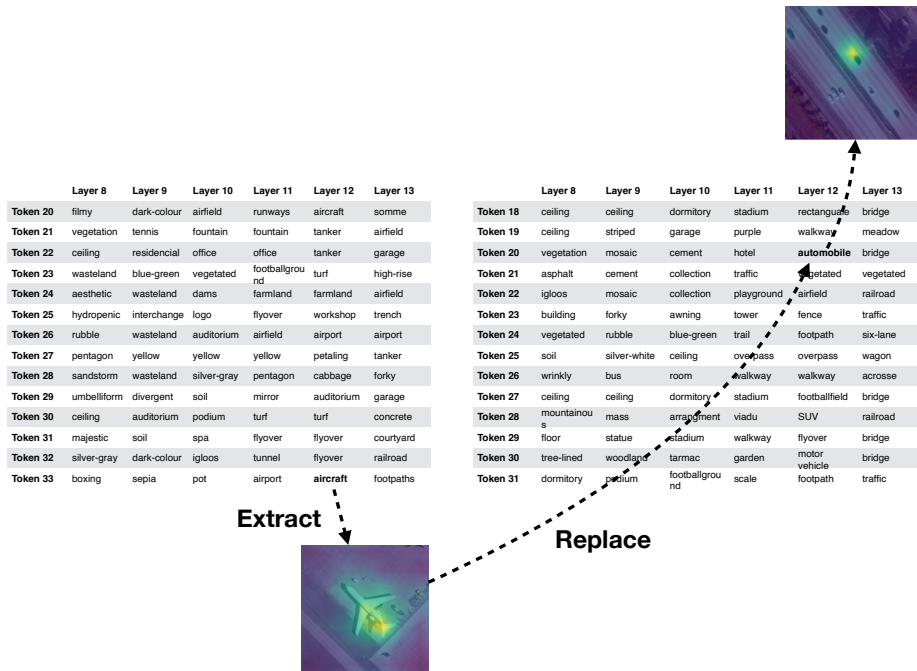 Layer 8 Layer 9 Layer 10 Layer 11 Layer 12 Layer 13
Token 20 filmy dark-colour airfield runways aircraft somme
Token 21 vegetation tennis fountain fountain tanker airfield
Token 22 ceiling residencial office office tanker garage
Token 23 wasteland blue-green vegetated footballgrou nd turf high-rise
Token 24 aesthetic wasteland dams farmland farmland airfield
Token 25 hydropenic interchange logo flyover workshop trench
Token 26 rubble wasteland auditorium airfield airport airport
Token 27 pentagon yellow yellow yellow petaling tanker
Token 28 sandstorm wasteland silver-gray pentagon cabbage forky
Token 29 umbelliform divergent soil mirror auditorium garage
Token 30 ceiling auditorium podium turf turf concrete
Token 31 majestic soil spa flyover flyover courtyard
Token 32 silver-gray dark-colour igloos tunnel flyover railroad
Token 33 boxing sepia pot airport aircraft footpaths
Extract
Layer 8 Layer 9 Layer 10 Layer 11 Layer 12 Layer 13
Token 18 ceiling ceiling dormitory stadium rectanguale bridge
Token 19 ceiling striped garage purple walkway meadow
Token 20 vegetation mosaic cement hotel automobile bridge
Token 21 asphalt cement collection traffic vegetated vegetated
Token 22 igloos mosaic collection playground airfield railroad
Token 23 building forky awning tower fence traffic
Token 24 vegetated rubble blue-green trail footpath six-lane
Token 25 soil silver-white ceiling overpass overpass wagon
Token 26 wrinkly bus room walkway walkway acrosse
Token 27 ceiling ceiling dormitory stadium footballfield bridge
Token 28 mountainou s mass arrangment viadu SUV railroad
Token 29 floor statue stadium walkway flyover bridge
Token 30 tree-lined woodland tarmac garden motor vehicle bridge
Token 31 dormitory podium footballgrou nd scale footpath traffic
Replace